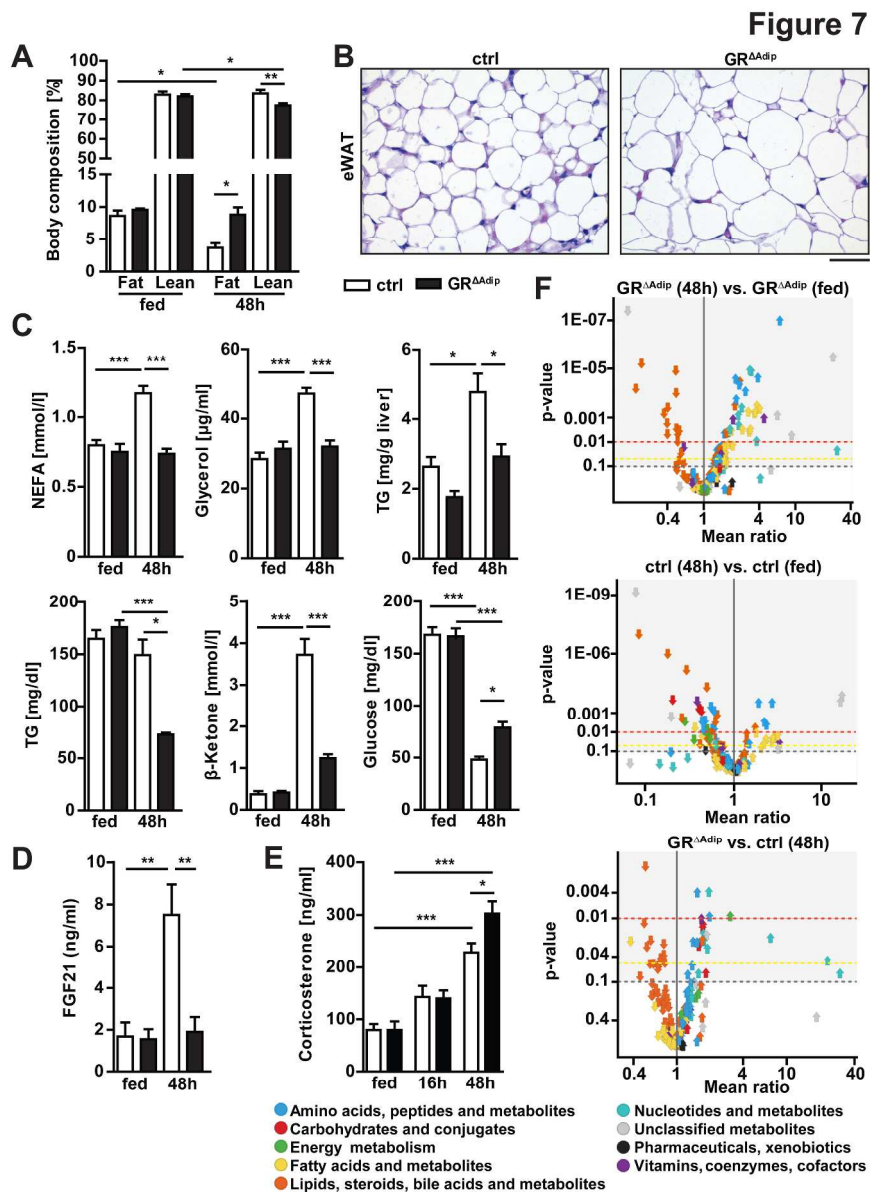 Figure 7
A
Body composition [%]
100
90
80
70
60
50
15
10
5
0
Fat Lean Fat Lean
fed 48h
* * ** *
B
ctrl
GRΔAdip
eWAT
ctrl GRΔAdip
C
NEFA [mmol/l]
1.5
1.0
0.5
0
*** ***
fed 48h
Glycerol [µg/ml]
60
40
20
0
*** ***
fed 48h
TG [mg/g liver]
6
4
2
0
* *
fed 48h
TG [mg/dl]
200
150
100
50
0
***
*
fed 48h
β-Ketone [mmol/l]
5
4
3
2
1
0
*** ***
fed 48h
Glucose [mg/dl]
200
150
100
50
0
***
***
*
fed 48h
D
FGF21 (ng/ml)
10
8
6
4
2
0
** **
fed 48h
E
Corticosterone [ng/ml]
400
300
200
100
0
***
*
***
fed 16h 48h
F
GRΔAdip (48h) vs. GRΔAdip (fed)
p-value
1E-07
1E-05
0.001
0.01
0.1
0.4 1 4 10 40
Mean ratio
ctrl (48h) vs. ctrl (fed)
p-value
1E-09
1E-06
0.001
0.01
0.1
0.1 1 10
Mean ratio
GRΔAdip vs. ctrl (48h)
p-value
0.004
0.01
0.04
0.1
0.4
0.4 1 4 10 40
Mean ratio
Amino acids, peptides and metabolites
Carbohydrates and conjugates
Energy metabolism
Fatty acids and metabolites
Lipids, steroids, bile acids and metabolites
Nucleotides and metabolites
Unclassified metabolites
Pharmaceuticals, xenobiotics
Vitamins, coenzymes, cofactors